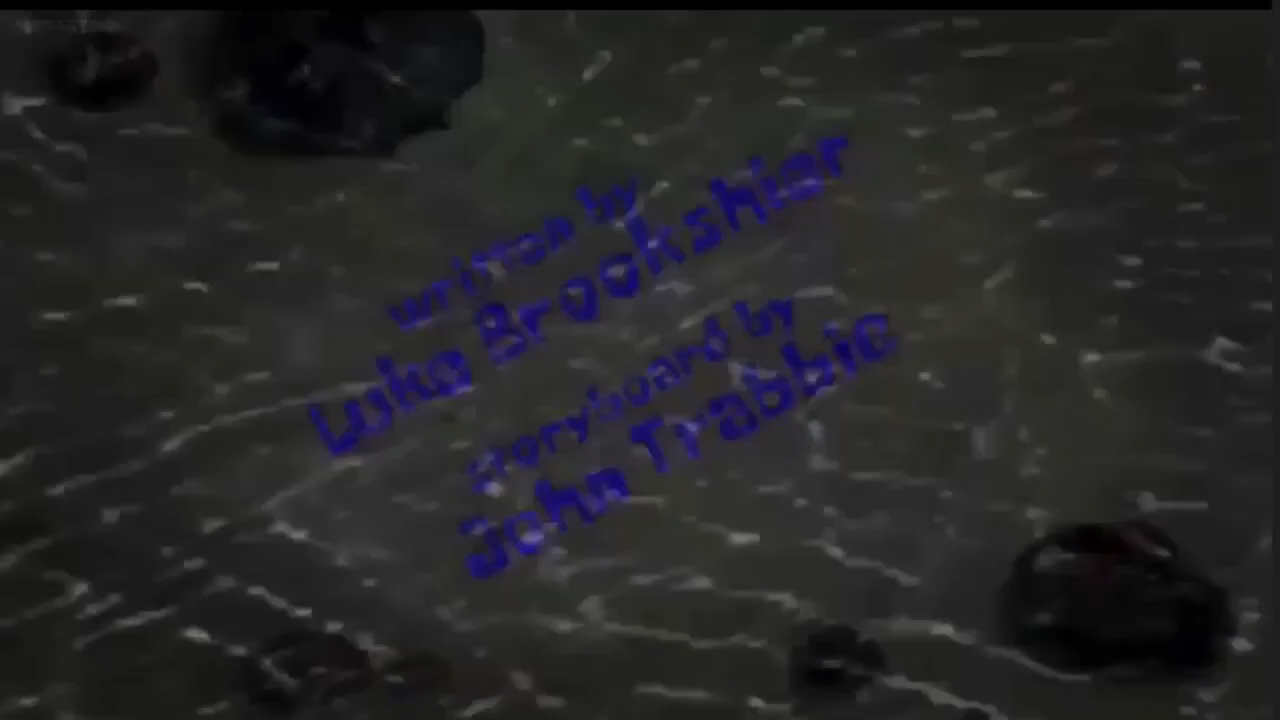 written by
Luke Brookshier
storyboard by
John Trabbic